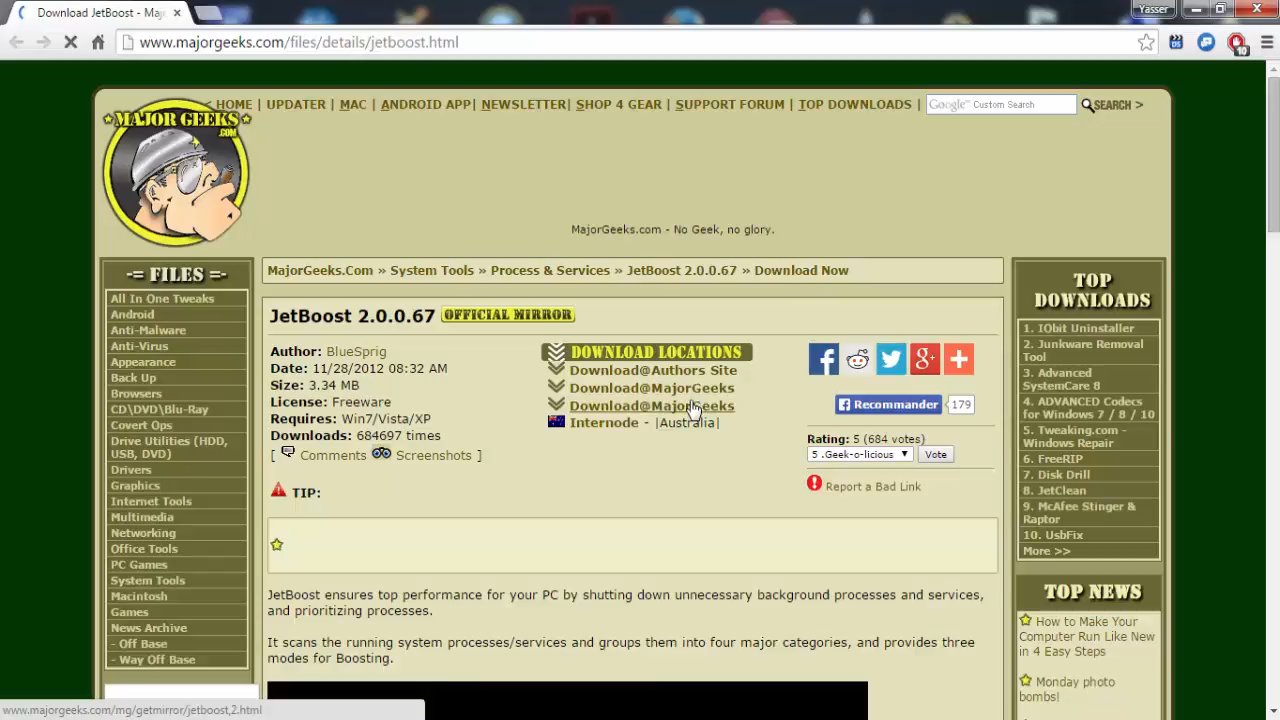 Download JetBoost - Maj
Yasser
www.majorgeeks.com/files/details/jetboost.html
10
HOME | UPDATER | MAC | ANDROID APP| NEWSLETTER| SHOP 4 GEAR | SUPPORT FORUM | TOP DOWNLOADS |
Google™ Custom Search
SEARCH >
MAJOR GEEKS
.COM
MajorGeeks.com - No Geek, no glory.
-= FILES =-
All In One Tweaks
Android
Anti-Malware
Anti-Virus
Appearance
Back Up
Browsers
CD\DVD\Blu-Ray
Covert Ops
Drive Utilities (HDD,
USB, DVD)
Drivers
Graphics
Internet Tools
Multimedia
Networking
Office Tools
PC Games
System Tools
Macintosh
Games
News Archive
- Off Base
- Way Off Base
MajorGeeks.Com » System Tools » Process & Services » JetBoost 2.0.0.67 » Download Now
JetBoost 2.0.0.67 OFFICIAL MIRROR
Author: BlueSprig
Date: 11/28/2012 08:32 AM
Size: 3.34 MB
License: Freeware
Requires: Win7/Vista/XP
Downloads: 684697 times
[ Comments Screenshots ]
DOWNLOAD LOCATIONS
Download@Authors Site
Download@MajorGeeks
Download@MajorGeeks
Internode - |Australia|
Recommander 179
Rating: 5 (684 votes)
5 .Geek-o-licious Vote
Report a Bad Link
TIP:
JetBoost ensures top performance for your PC by shutting down unnecessary background processes and services,
and prioritizing processes.
It scans the running system processes/services and groups them into four major categories, and provides three
modes for Boosting.
TOP
DOWNLOADS
1. IObit Uninstaller
2. Junkware Removal
Tool
3. Advanced
SystemCare 8
4. ADVANCED Codecs
for Windows 7 / 8 / 10
5. Tweaking.com -
Windows Repair
6. FreeRIP
7. Disk Drill
8. JetClean
9. McAfee Stinger &
Raptor
10. UsbFix
More >>
TOP NEWS
How to Make Your
Computer Run Like New
in 4 Easy Steps
Monday photo
bombs!
www.majorgeeks.com/mg/getmirror/jetboost,2.html